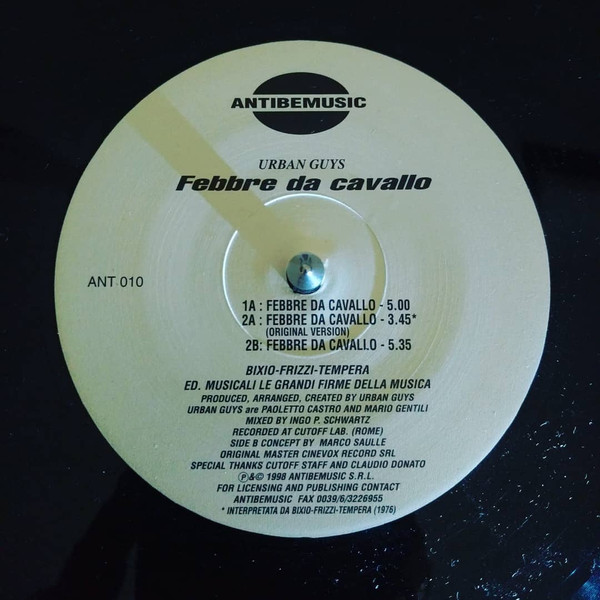 ANTIBEMUSIC
URBAN GUYS
Febbre da cavallo
ANT 010
1A : FEBBRE DA CAVALLO - 5.00
2A : FEBBRE DA CAVALLO - 3.45*
(ORIGINAL VERSION)
2B: FEBBRE DA CAVALLO - 5.35
BIXIO-FRIZZI-TEMPERA
ED. MUSICALI LE GRANDI FIRME DELLA MUSICA
PRODUCED, ARRANGED, CREATED BY URBAN GUYS
URBAN GUYS are PAOLETTO CASTRO AND MARIO GENTILI
MIXED BY INGO P. SCHWARTZ
RECORDED AT CUTOFF LAB. (ROME)
SIDE B CONCEPT BY MARCO SAULLE
ORIGINAL MASTER CINEVOX RECORD SRL
SPECIAL THANKS CUTOFF STAFF AND CLAUDIO DONATO
℗&© 1998 ANTIBEMUSIC S.R.L.
FOR LICENSING AND PUBLISHING CONTACT
ANTIBEMUSIC FAX 0039/6/3226955
* INTERPRETATA DA BIXIO-FRIZZI-TEMPERA (1976)